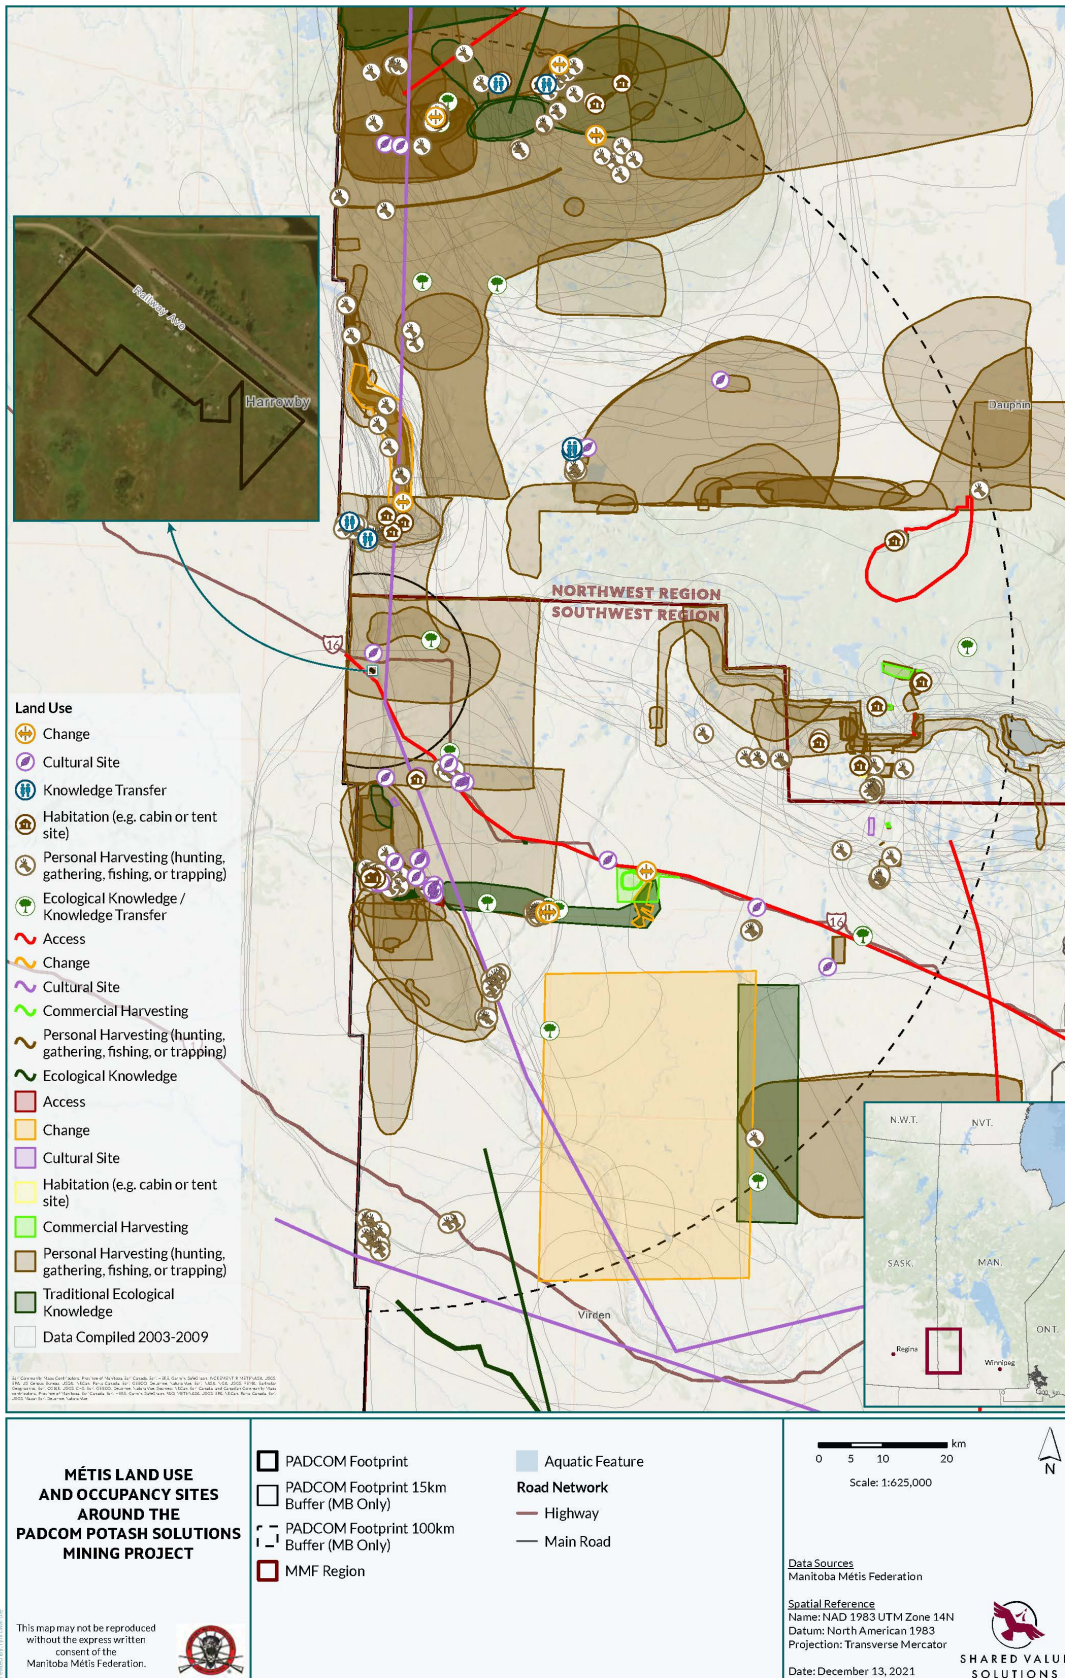 Railway Ave
Harrowby
Dauphin
NORTHWEST REGION
SOUTHWEST REGION
16
16
Virden
Land Use
Change
Cultural Site
Knowledge Transfer
Habitation (e.g. cabin or tent
site)
Personal Harvesting (hunting,
gathering, fishing, or trapping)
Ecological Knowledge /
Knowledge Transfer
Access
Change
Cultural Site
Commercial Harvesting
Personal Harvesting (hunting,
gathering, fishing, or trapping)
Ecological Knowledge
Access
Change
Cultural Site
Habitation (e.g. cabin or tent
site)
Commercial Harvesting
Personal Harvesting (hunting,
gathering, fishing, or trapping)
Traditional Ecological
Knowledge
Data Compiled 2003-2009
N.W.T.
NVT.
SASK.
MAN.
ONT.
Regina
Winnipeg
MÉTIS LAND USE
AND OCCUPANCY SITES
AROUND THE
PADCOM POTASH SOLUTIONS
MINING PROJECT
This map may not be reproduced
without the express written
consent of the
Manitoba Métis Federation.
PADCOM Footprint
PADCOM Footprint 15km
Buffer (MB Only)
PADCOM Footprint 100km
Buffer (MB Only)
MMF Region
Aquatic Feature
Road Network
Highway
Main Road
km
0 5 10 20
Scale: 1:625,000
N
Data Sources
Manitoba Métis Federation
Spatial Reference
Name: NAD 1983 UTM Zone 14N
Datum: North American 1983
Projection: Transverse Mercator
Date: December 13, 2021
SHARED VALUE
SOLUTIONS